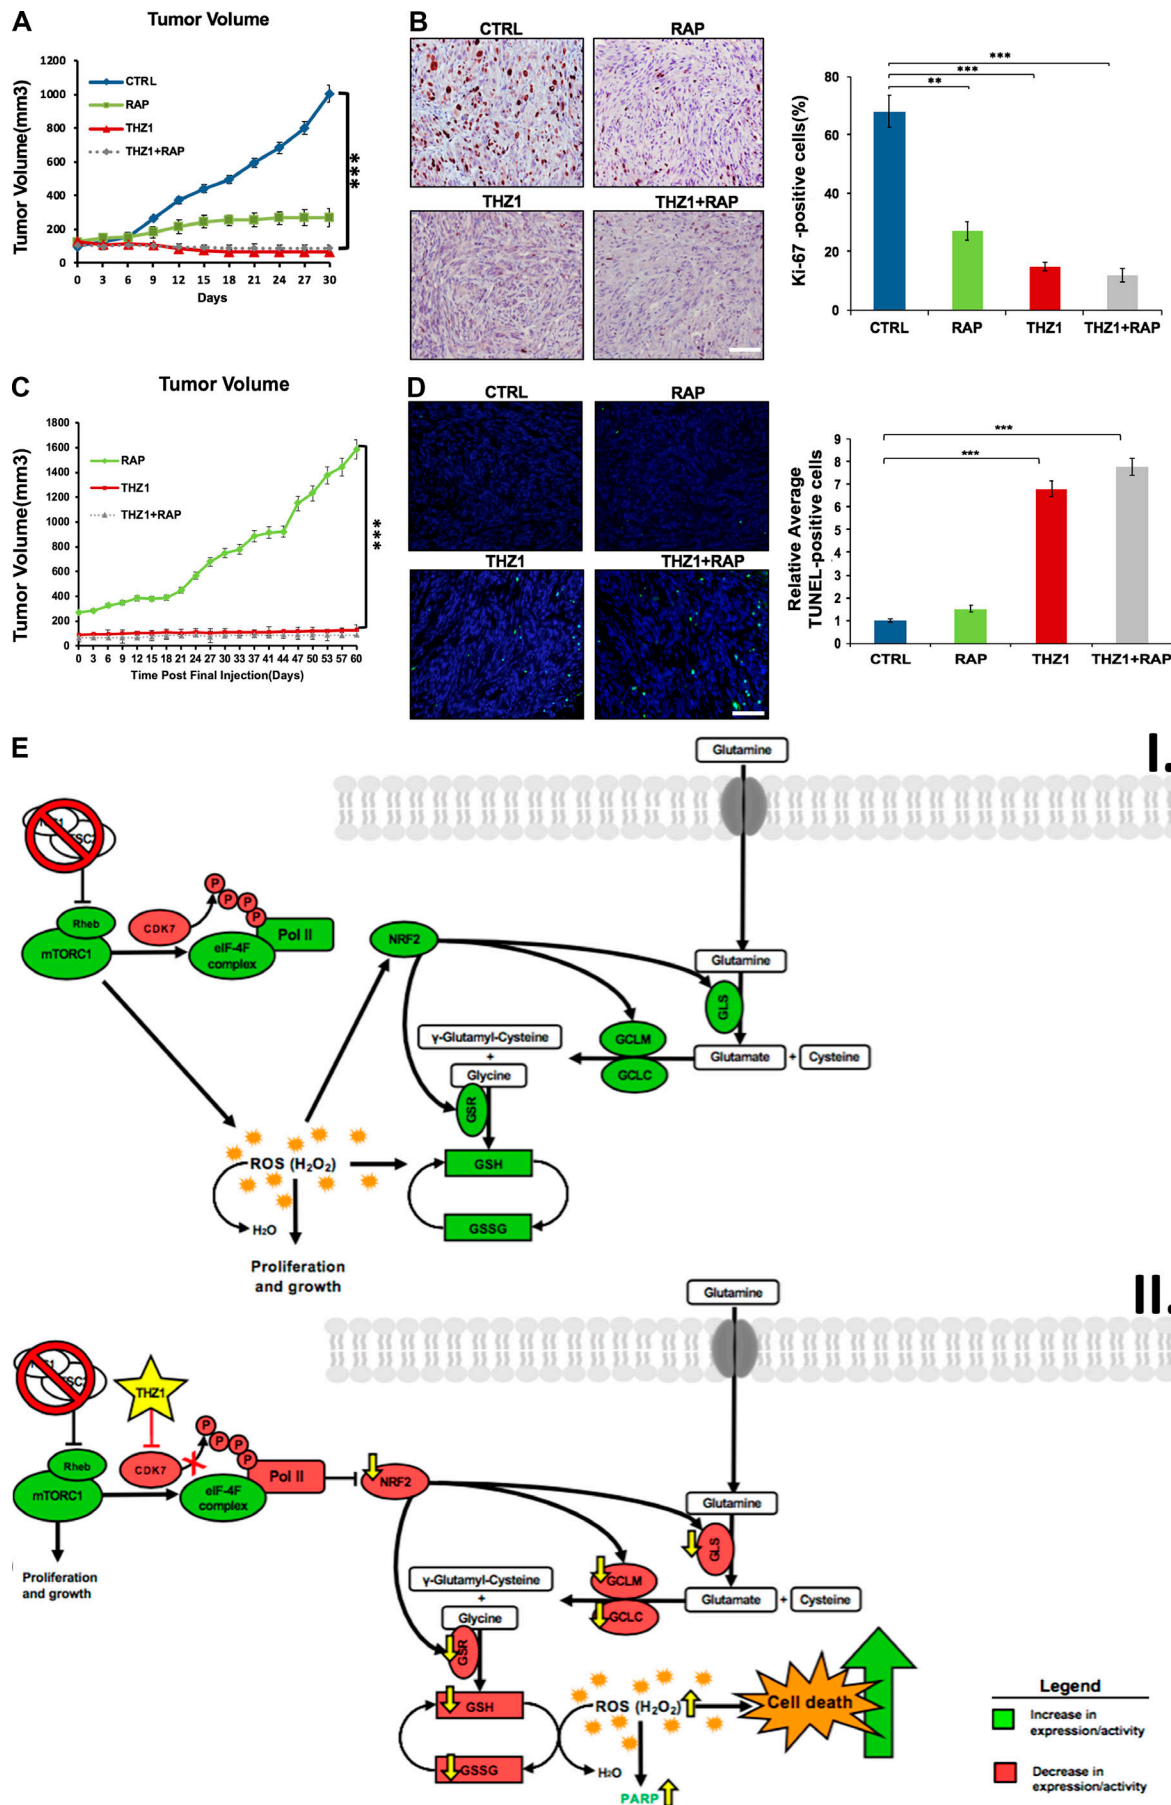 A
Tumor Volume
Tumor Volume(mm3)
1200
1000
800
600
400
200
0
CTRL
RAP
THZ1
THZ1+RAP
***
0 3 6 9 12 15 18 21 24 27 30
Days
B
CTRL
RAP
THZ1
THZ1+RAP
Ki-67 -positive cells(%)
80
60
40
20
0
***
***
**
CTRL RAP THZ1 THZ1+RAP
C
Tumor Volume
Tumor Volume(mm3)
1800
1600
1400
1200
1000
800
600
400
200
0
RAP
THZ1
THZ1+RAP
***
0 3 6 9 12 15 18 21 24 27 30 33 37 41 44 47 50 53 57 60
Time Post Final Injection(Days)
D
CTRL
RAP
THZ1
THZ1+RAP
Relative Average
TUNEL-positive cells
9
8
7
6
5
4
3
2
1
0
***
***
CTRL RAP THZ1 THZ1+RAP
E
I.
Glutamine
Rheb
mTORC1
CDK7
P
P
P
P
eIF-4F
complex
Pol II
NRF2
Glutamine
GLS
γ-Glutamyl-Cysteine
+
Glycine
GCLM
GCLC
Glutamate + Cysteine
GSR
ROS (H₂O₂)
GSH
GSSG
H₂O
Proliferation
and growth
II.
Glutamine
THZ1
Rheb
mTORC1
CDK7
P
P
P
P
eIF-4F
complex
Pol II
NRF2
Glutamine
GLS
Proliferation
and growth
γ-Glutamyl-Cysteine
+
Glycine
GCLM
GCLC
Glutamate + Cysteine
GSR
GSH
GSSG
ROS (H₂O₂)
Cell death
H₂O
PARP
Legend
Increase in
expression/activity
Decrease in
expression/activity